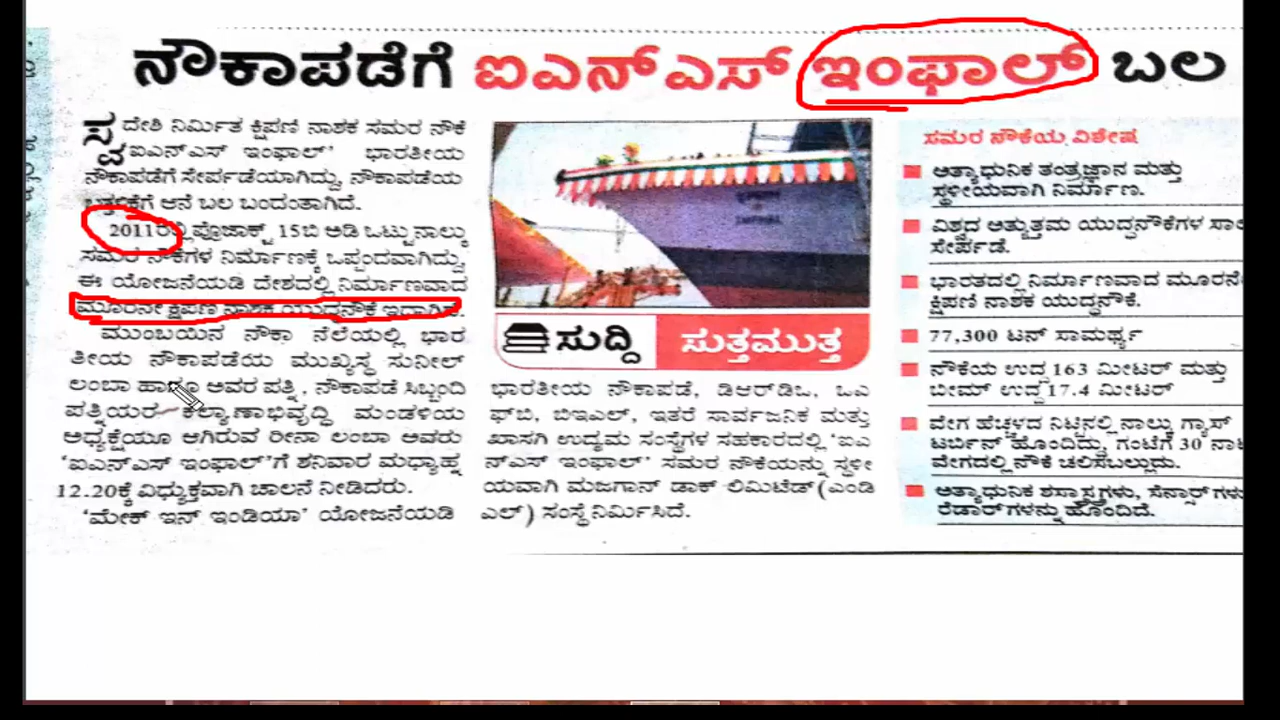 ನೌಕಾಪಡೆಗೆ ಐಎನ್ಎಸ್ ಇಂಫಾಲ್ ಬಲ
ಸ್ವದೇಶಿ ನಿರ್ಮಿತ ಕ್ಷಿಪಣಿ ನಾಶಕ ಸಮರ ನೌಕೆ
ಐಎನ್ಎಸ್ ಇಂಫಾಲ್' ಭಾರತೀಯ
ನೌಕಾಪಡೆಗೆ ಸೇರ್ಪಡೆಯಾಗಿದ್ದು, ನೌಕಾಪಡೆಯ
ಬತ್ತಳಿಕೆಗೆ ಆನೆ ಬಲ ಬಂದಂತಾಗಿದೆ.
2011ರಲ್ಲಿ ಪ್ರೊಜಾಕ್ಟ್ 15ಬಿ ಅಡಿ ಒಟ್ಟು ನಾಲ್ಕು
ಸಮರ ನೌಕೆಗಳ ನಿರ್ಮಾಣಕ್ಕೆ ಒಪ್ಪಂದವಾಗಿದ್ದು,
ಈ ಯೋಜನೆಯಡಿ ದೇಶದಲ್ಲಿ ನಿರ್ಮಾಣವಾದ
ಮೂರನೇ ಕ್ಷಿಪಣಿ ನಾಶಕ ಯುದ್ಧನೌಕೆ ಇದಾಗಿದೆ.
ಮುಂಬಯಿನ ನೌಕಾ ನೆಲೆಯಲ್ಲಿ ಭಾರ
ತೀಯ ನೌಕಾಪಡೆಯ ಮುಖ್ಯಸ್ಥ ಸುನೀಲ್
ಲಂಬಾ ಹಾಗೂ ಅವರ ಪತ್ನಿ, ನೌಕಾಪಡೆ ಸಿಬ್ಬಂದಿ
ಪತ್ನಿಯರ ಕಲ್ಯಾಣಾಭಿವೃದ್ಧಿ ಮಂಡಳಿಯ
ಅಧ್ಯಕ್ಷೆಯೂ ಆಗಿರುವ ರೀನಾ ಲಂಬಾ ಅವರು
'ಐಎನ್ಎಸ್ ಇಂಫಾಲ್'ಗೆ ಶನಿವಾರ ಮಧ್ಯಾಹ್ನ
12.20ಕ್ಕೆ ವಿಧ್ಯುಕ್ತವಾಗಿ ಚಾಲನೆ ನೀಡಿದರು.
'ಮೇಕ್ ಇನ್ ಇಂಡಿಯಾ' ಯೋಜನೆಯಡಿ
ಸುದ್ದಿ ಸುತ್ತಮುತ್ತ
ಭಾರತೀಯ ನೌಕಾಪಡೆ, ಡಿಆರ್‌ಡಿಒ, ಒಎ
ಫ್‌ಬಿ, ಬಿಇಎಲ್, ಇತರೆ ಸಾರ್ವಜನಿಕ ಮತ್ತು
ಖಾಸಗಿ ಉದ್ಯಮ ಸಂಸ್ಥೆಗಳ ಸಹಕಾರದಲ್ಲಿ 'ಐಎ
ನ್ಎಸ್ ಇಂಫಾಲ್' ಸಮರ ನೌಕೆಯನ್ನು ಸ್ಥಳೀ
ಯವಾಗಿ ಮಜಗಾನ್ ಡಾಕ್ ಲಿಮಿಟೆಡ್ (ಎಂಡಿ
ಎಲ್) ಸಂಸ್ಥೆ ನಿರ್ಮಿಸಿದೆ.
ಸಮರ ನೌಕೆಯ ವಿಶೇಷ
ಅತ್ಯಾಧುನಿಕ ತಂತ್ರಜ್ಞಾನ ಮತ್ತು
ಸ್ಥಳೀಯವಾಗಿ ನಿರ್ಮಾಣ.
ವಿಶ್ವದ ಅತ್ಯುತ್ತಮ ಯುದ್ಧನೌಕೆಗಳ
ಸೇರ್ಪಡೆ.
ಭಾರತದಲ್ಲಿ ನಿರ್ಮಾಣವಾದ
ಕ್ಷಿಪಣಿ ನಾಶಕ ಯುದ್ಧನೌಕೆ.
77,300 ಟನ್ ಸಾಮರ್ಥ್ಯ
ನೌಕೆಯ ಉದ್ದ 163 ಮೀಟರ್ ಮತ್ತು
ಬೀಮ್ ಉದ್ದ 17.4 ಮೀಟರ್
ವೇಗ ಹೆಚ್ಚಳದ ನಿಟ್ಟಿನಲ್ಲಿ ನಾಲ್ಕು ಗ್ಯಾಸ್
ಟರ್ಬಿನ್ ಹೊಂದಿದ್ದು, ಗಂಟೆಗೆ 30
ವೇಗದಲ್ಲಿ ನೌಕೆ ಚಲಿಸಬಲ್ಲುದು.
ಅತ್ಯಾಧುನಿಕ ಶಸ್ತ್ರಾಸ್ತ್ರಗಳು, ಸೆನ್ಸಾರ್‌ಗಳು
ರೆಡಾರ್‌ಗಳನ್ನು ಹೊಂದಿದೆ.